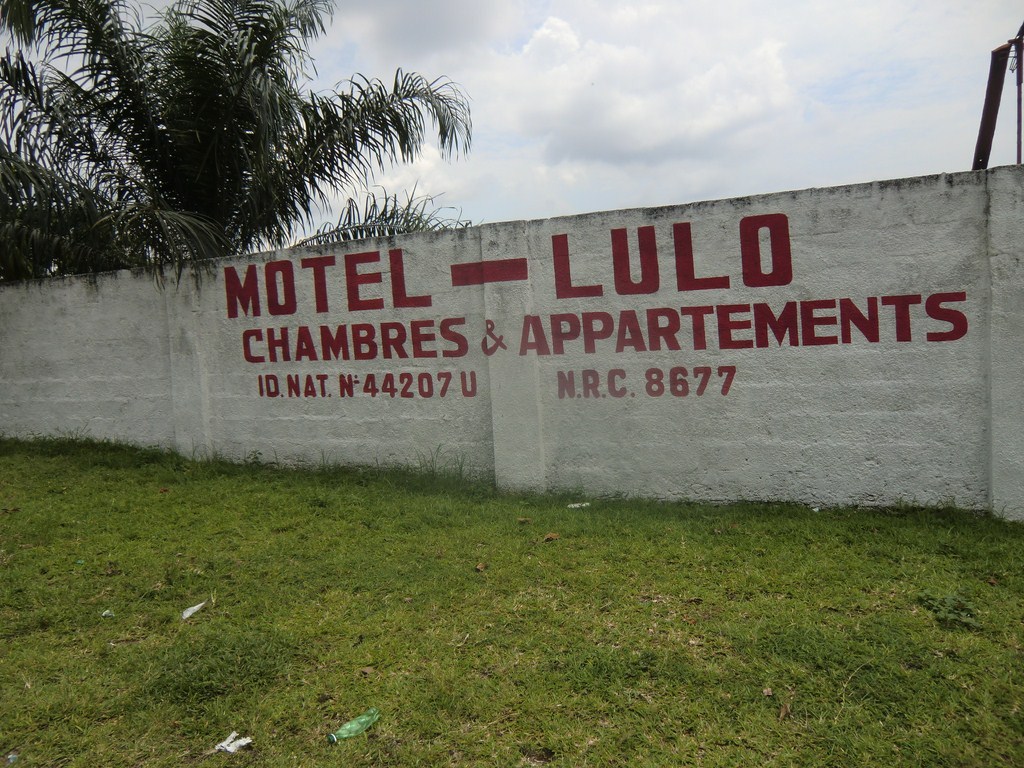 MOTEL - LULO
CHAMBRES & APPARTEMENTS
ID. NAT. N° 44207 U N.R.C. 8677